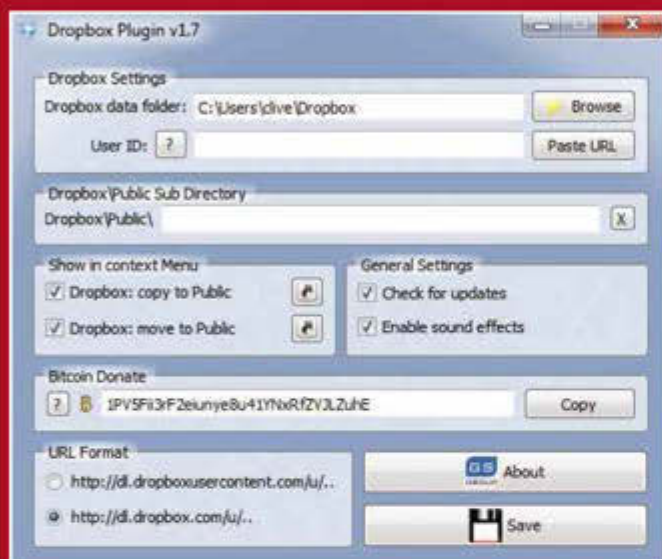 Dropbox Plugin v1.7
Dropbox Settings
Dropbox data folder: C:\Users\clive\Dropbox Browse
User ID: ? Paste URL
Dropbox\Public Sub Directory
Dropbox\Public\ X
Show in context Menu
Dropbox: copy to Public
Dropbox: move to Public
General Settings
Check for updates
Enable sound effects
Bitcoin Donate
? Copy
URL Format
http://dl.dropboxusercontent.com/u/..
http://dl.dropbox.com/u/..
GS About
Save